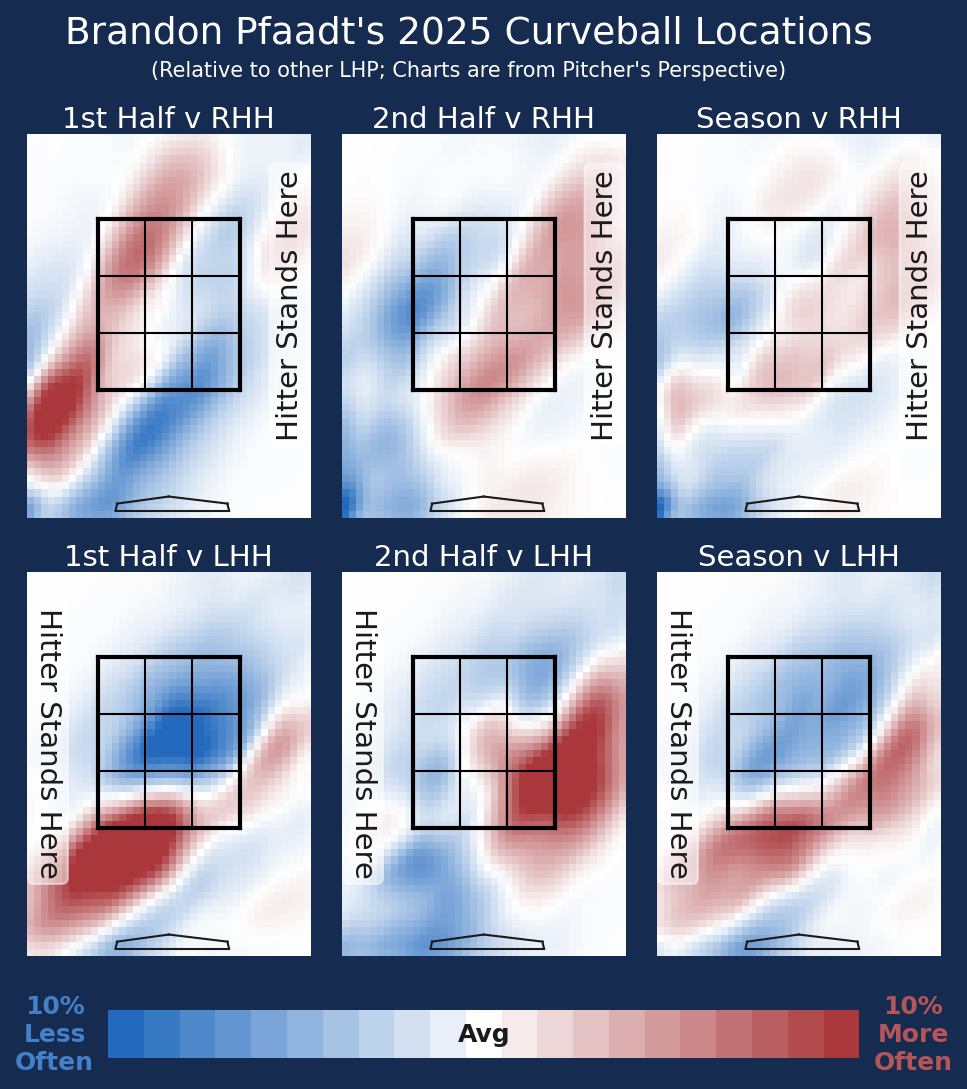 Brandon Pfaadt's 2025 Curveball Locations
(Relative to other LHP; Charts are from Pitcher's Perspective)
1st Half v RHH
2nd Half v RHH
Season v RHH
Hitter Stands Here
Hitter Stands Here
Hitter Stands Here
1st Half v LHH
2nd Half v LHH
Season v LHH
Hitter Stands Here
Hitter Stands Here
Hitter Stands Here
10%
Less
Often
Avg
10%
More
Often